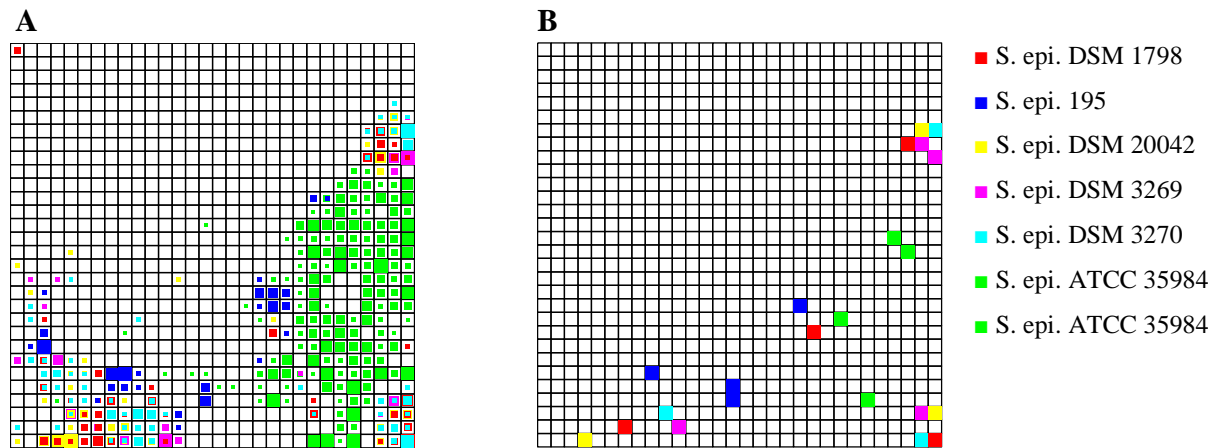 A
B
S. epi. DSM 1798
S. epi. 195
S. epi. DSM 20042
S. epi. DSM 3269
S. epi. DSM 3270
S. epi. ATCC 35984
S. epi. ATCC 35984